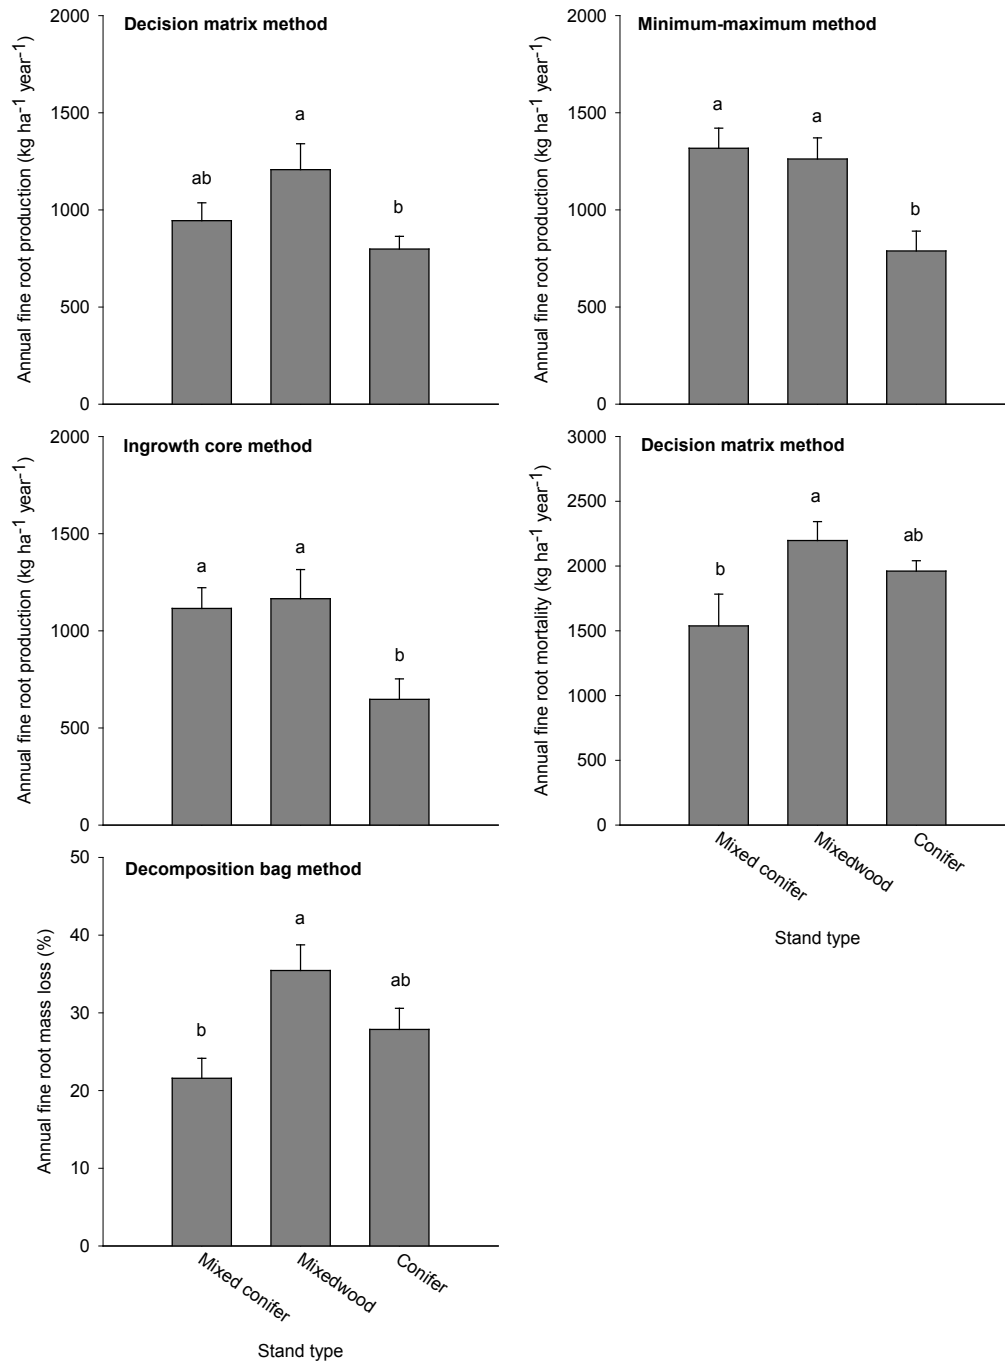 Decision matrix method
Annual fine root production (kg ha⁻¹ year⁻¹)
2000
1500
1000
500
0
ab
a
b
Minimum-maximum method
Annual fine root production (kg ha⁻¹ year⁻¹)
2000
1500
1000
500
0
a
a
b
Ingrowth core method
Annual fine root production (kg ha⁻¹ year⁻¹)
2000
1500
1000
500
0
a
a
b
Decision matrix method
Annual fine root mortality (kg ha⁻¹ year⁻¹)
3000
2500
2000
1500
1000
500
0
b
a
ab
Mixed conifer
Mixedwood
Conifer
Stand type
Decomposition bag method
Annual fine root mass loss (%)
50
40
30
20
10
0
b
a
ab
Mixed conifer
Mixedwood
Conifer
Stand type